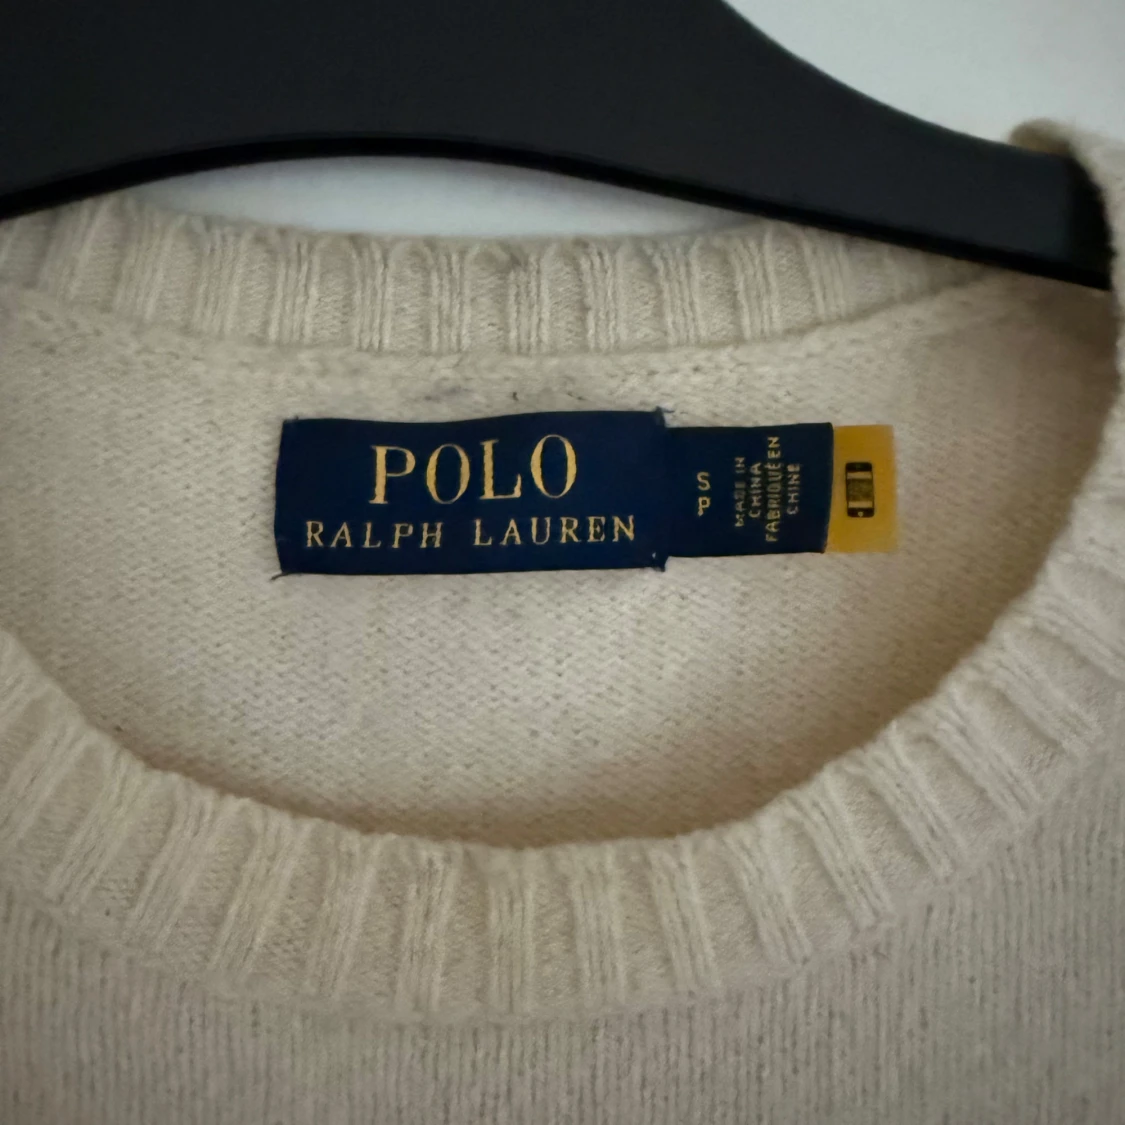 POLO
RALPH LAUREN
S
P
MADE IN
CHINA
FABRIQUÉ EN
CHINE